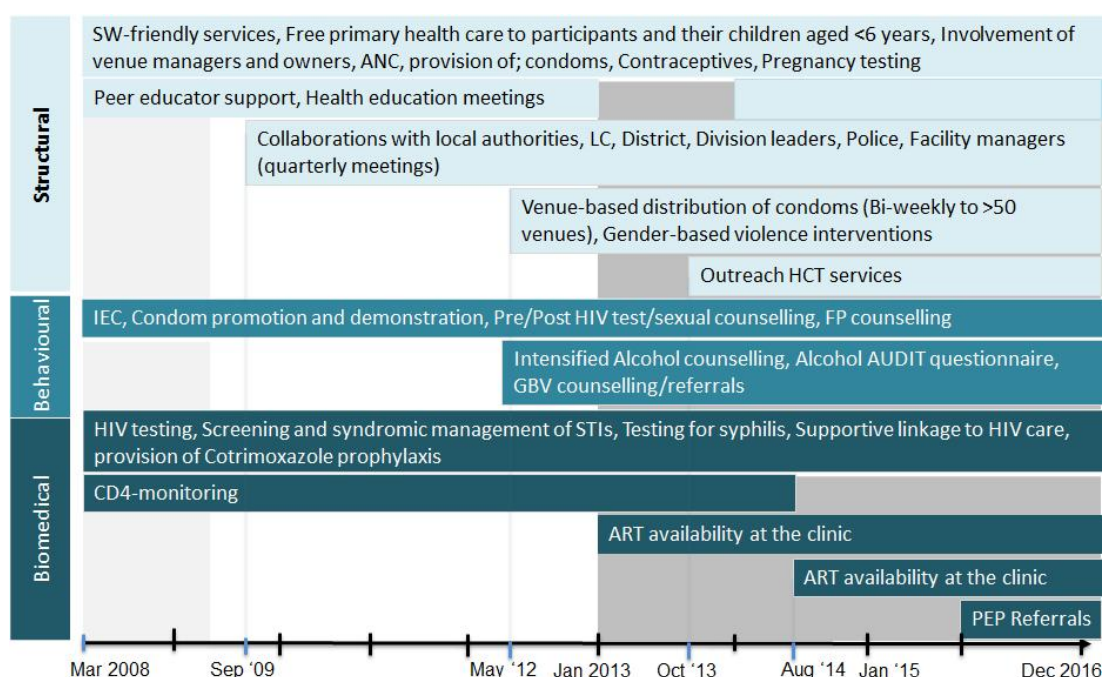 Structural
SW-friendly services, Free primary health care to participants and their children aged <6 years, Involvement of
venue managers and owners, ANC, provision of; condoms, Contraceptives, Pregnancy testing
Peer educator support, Health education meetings
Collaborations with local authorities, LC, District, Division leaders, Police, Facility managers
(quarterly meetings)
Venue-based distribution of condoms (Bi-weekly to >50
venues), Gender-based violence interventions
Outreach HCT services
Behavioural
IEC, Condom promotion and demonstration, Pre/Post HIV test/sexual counselling, FP counselling
Intensified Alcohol counselling, Alcohol AUDIT questionnaire,
GBV counselling/referrals
Biomedical
HIV testing, Screening and syndromic management of STIs, Testing for syphilis, Supportive linkage to HIV care,
provision of Cotrimoxazole prophylaxis
CD4-monitoring
ART availability at the clinic
ART availability at the clinic
PEP Referrals
Mar 2008 Sep '09 May '12 Jan 2013 Oct '13 Aug '14 Jan '15 Dec 2016